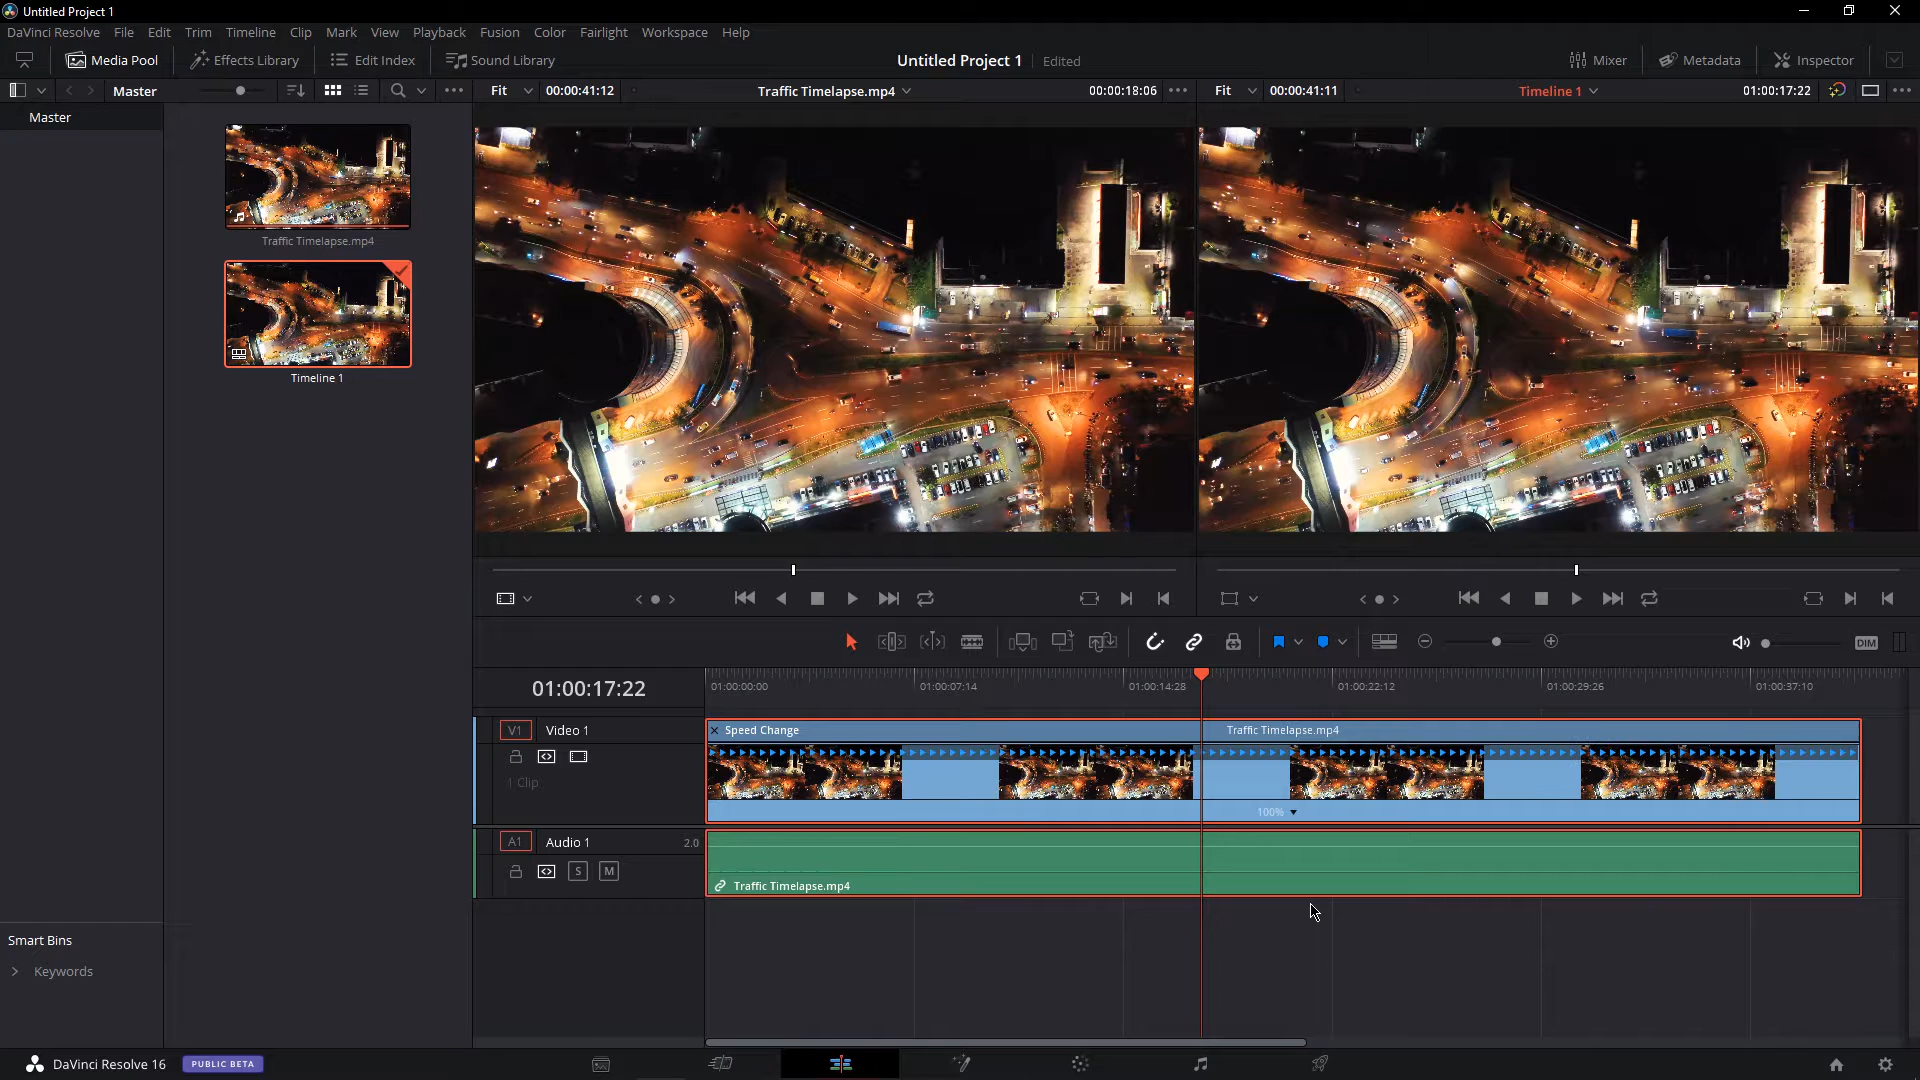 Untitled Project 1
DaVinci Resolve File Edit Trim Timeline Clip Mark View Playback Fusion Color Fairlight Workspace Help
Media Pool Effects Library Edit Index Sound Library Untitled Project 1 Edited Mixer Metadata Inspector
Master Fit 00:00:41:12 Traffic Timelapse.mp4 00:00:18:06 Fit 00:00:41:11 Timeline 1 01:00:17:22
Master
Traffic Timelapse.mp4
Timeline 1
DIM
01:00:17:22
01:00:00:00 01:00:07:14 01:00:14:28 01:00:22:12 01:00:29:26 01:00:37:10
V1 Video 1
1 Clip
Speed Change Traffic Timelapse.mp4
100%
A1 Audio 1 2.0
S M
Traffic Timelapse.mp4
Smart Bins
Keywords
DaVinci Resolve 16 PUBLIC BETA